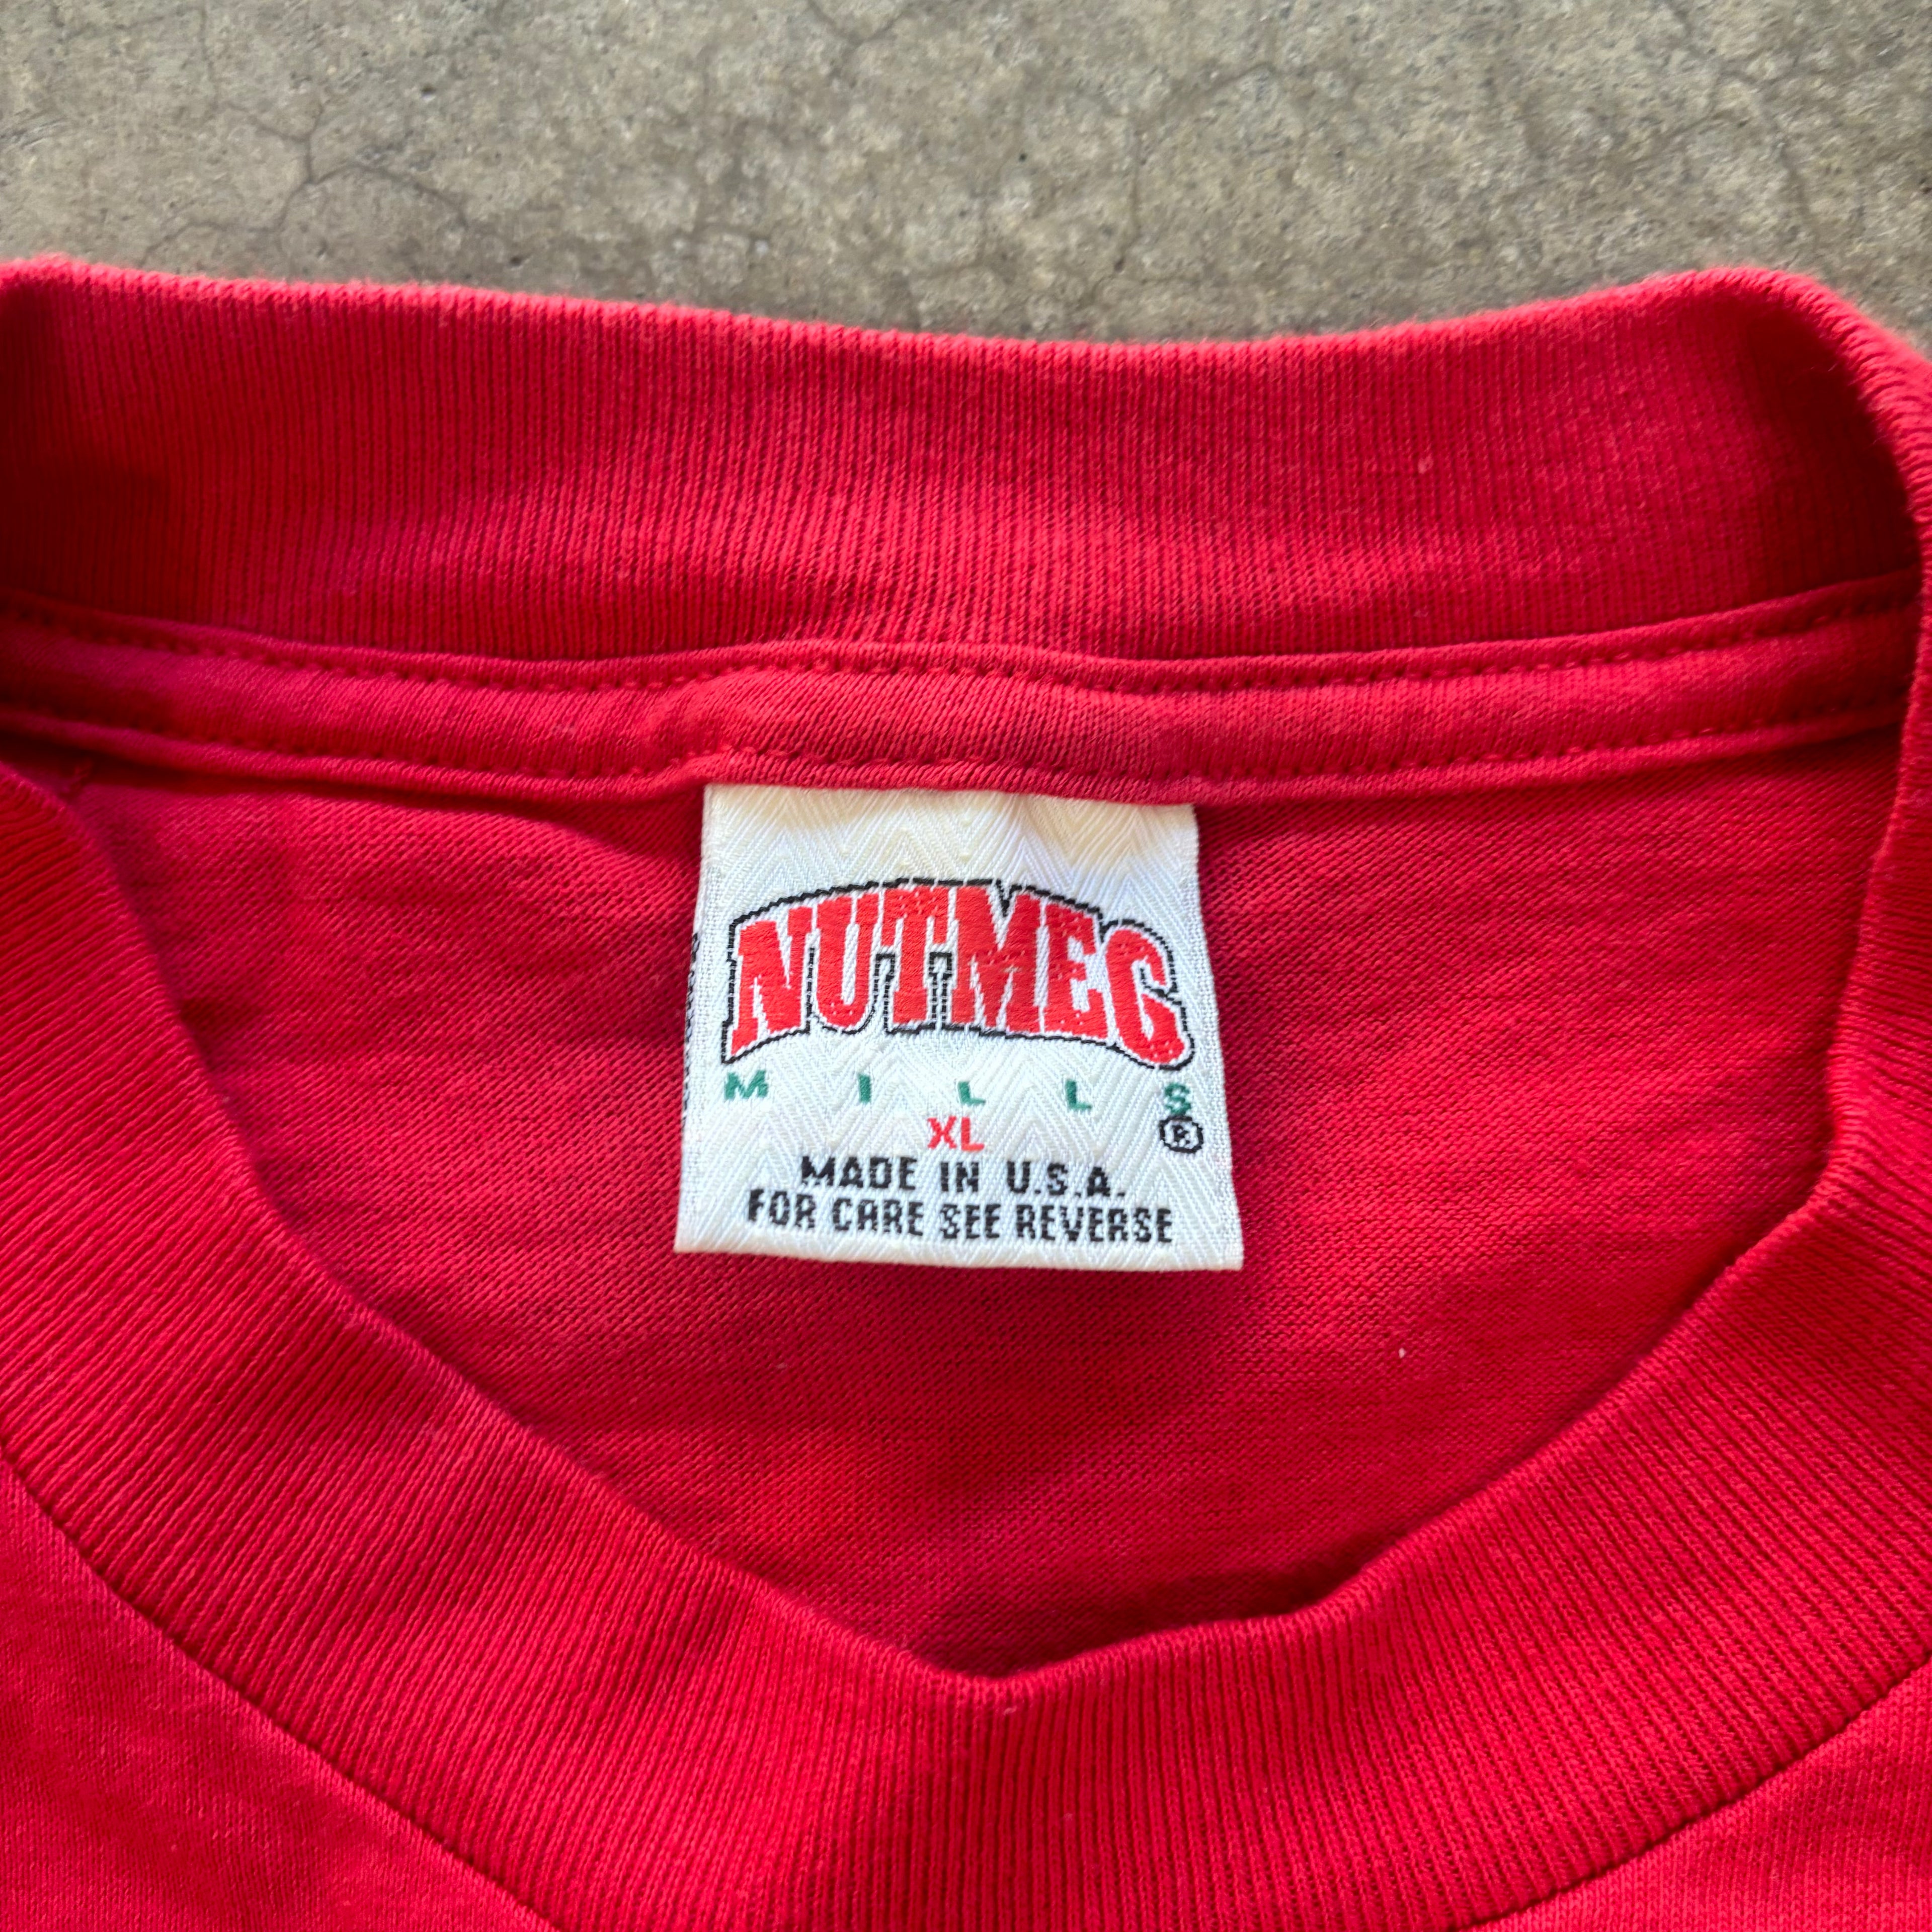 NUTMEG
MILLS
®
XL
MADE IN U.S.A.
FOR CARE SEE REVERSE